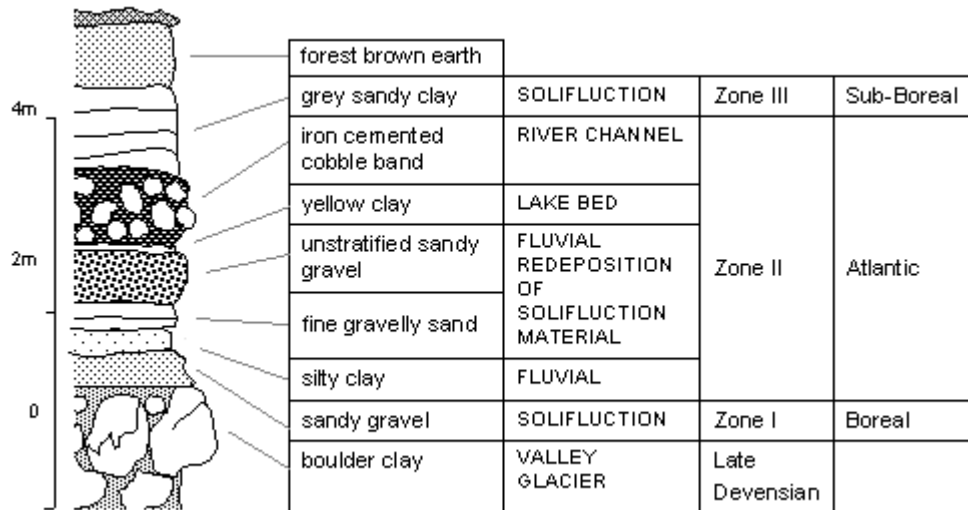 forest brown earth
grey sandy clay SOLIFLUCTION Zone III Sub-Boreal
4m
iron cemented
cobble band
RIVER CHANNEL
yellow clay LAKE BED
unstratified sandy
gravel
2m
fine gravelly sand
FLUVIAL
REDEPOSITION
OF
SOLIFLUCTION
MATERIAL
silty clay FLUVIAL
Zone II Atlantic
0
sandy gravel SOLIFLUCTION Zone I Boreal
boulder clay
VALLEY
GLACIER
Late
Devensian